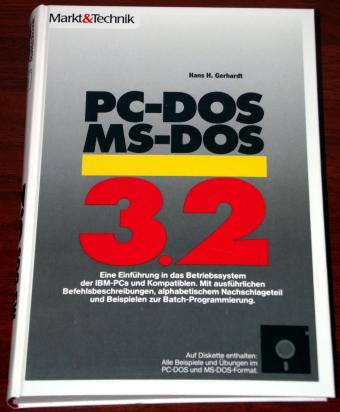 Markt&Technik
Hans H. Gerhardt
PC-DOS
MS-DOS
3.2
Eine Einführung in das Betriebssystem
der IBM-PCs und Kompatiblen. Mit ausführlichen
Befehlsbeschreibungen, alphabetischem Nachschlageteil
und Beispielen zur Batch-Programmierung.
Auf Diskette enthalten:
Alle Beispiele und Übungen im
PC-DOS und MS-DOS-Format.